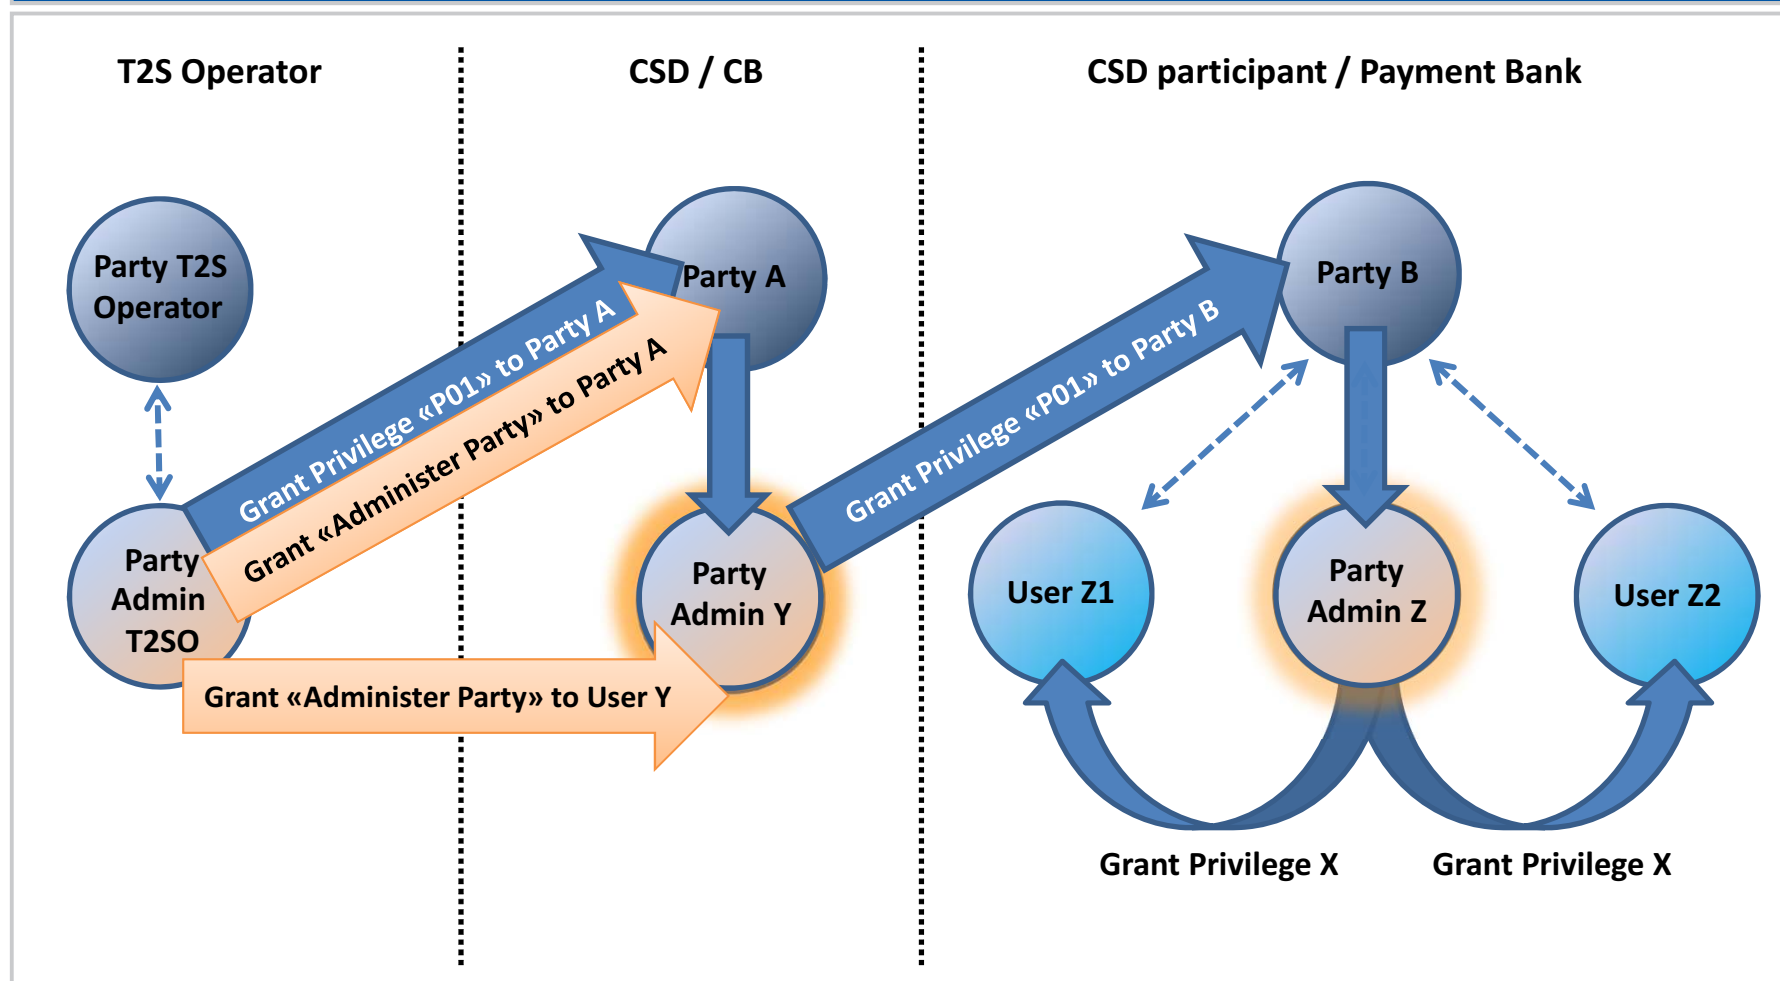 T2S Operator
CSD / CB
CSD participant / Payment Bank
Party T2S
Operator
Party A
Party B
Grant Privilege «P01» to Party A
Grant «Administer Party» to Party A
Grant Privilege «P01» to Party B
Party
Admin
T2SO
Party
Admin Y
User Z1
Party
Admin Z
User Z2
Grant «Administer Party» to User Y
Grant Privilege X
Grant Privilege X